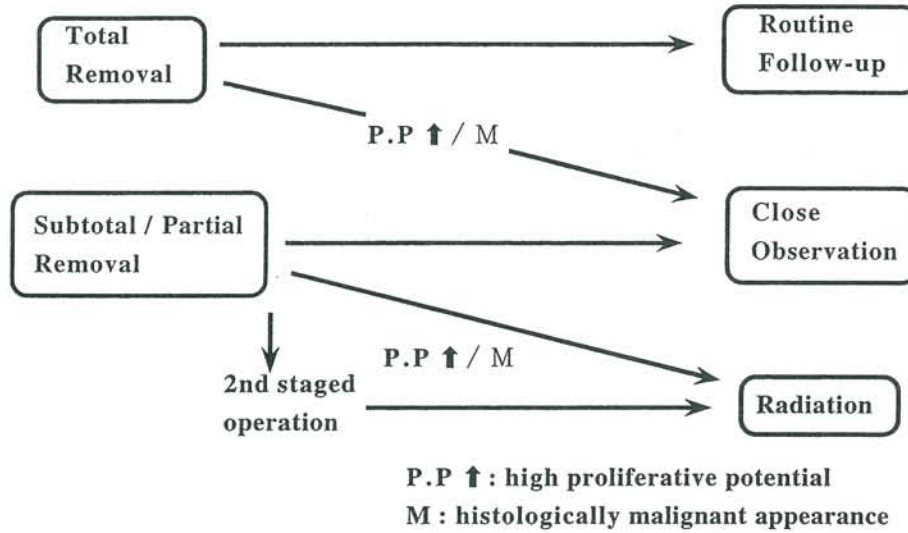 Total
Removal
Routine
Follow-up
P.P ⬆ / M
Subtotal / Partial
Removal
Close
Observation
P.P ⬆ / M
2nd staged
operation
Radiation
P.P ⬆ : high proliferative potential
M : histologically malignant appearance